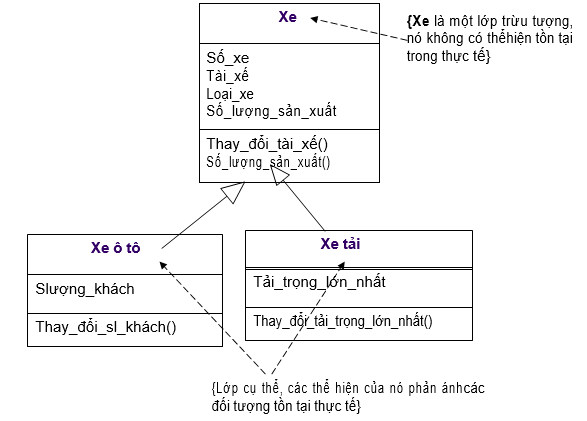 Xe
Số_xe
Tài_xế
Loại_xe
Số_lượng_sản_xuất
Thay_đổi_tài_xế()
Số_lượng_sản_xuất()
{Xe là một lớp trừu tượng,
nó không có thểhiện tồn tại
trong thực tế}
Xe ô tô
Slượng_khách
Thay_đổi_sl_khách()
Xe tải
Tải_trọng_lớn_nhất
Thay_đổi_tải_trọng_lớn_nhất()
{Lớp cụ thể, các thể hiện của nó phản ánhcác
đối tượng tồn tại thực tế}